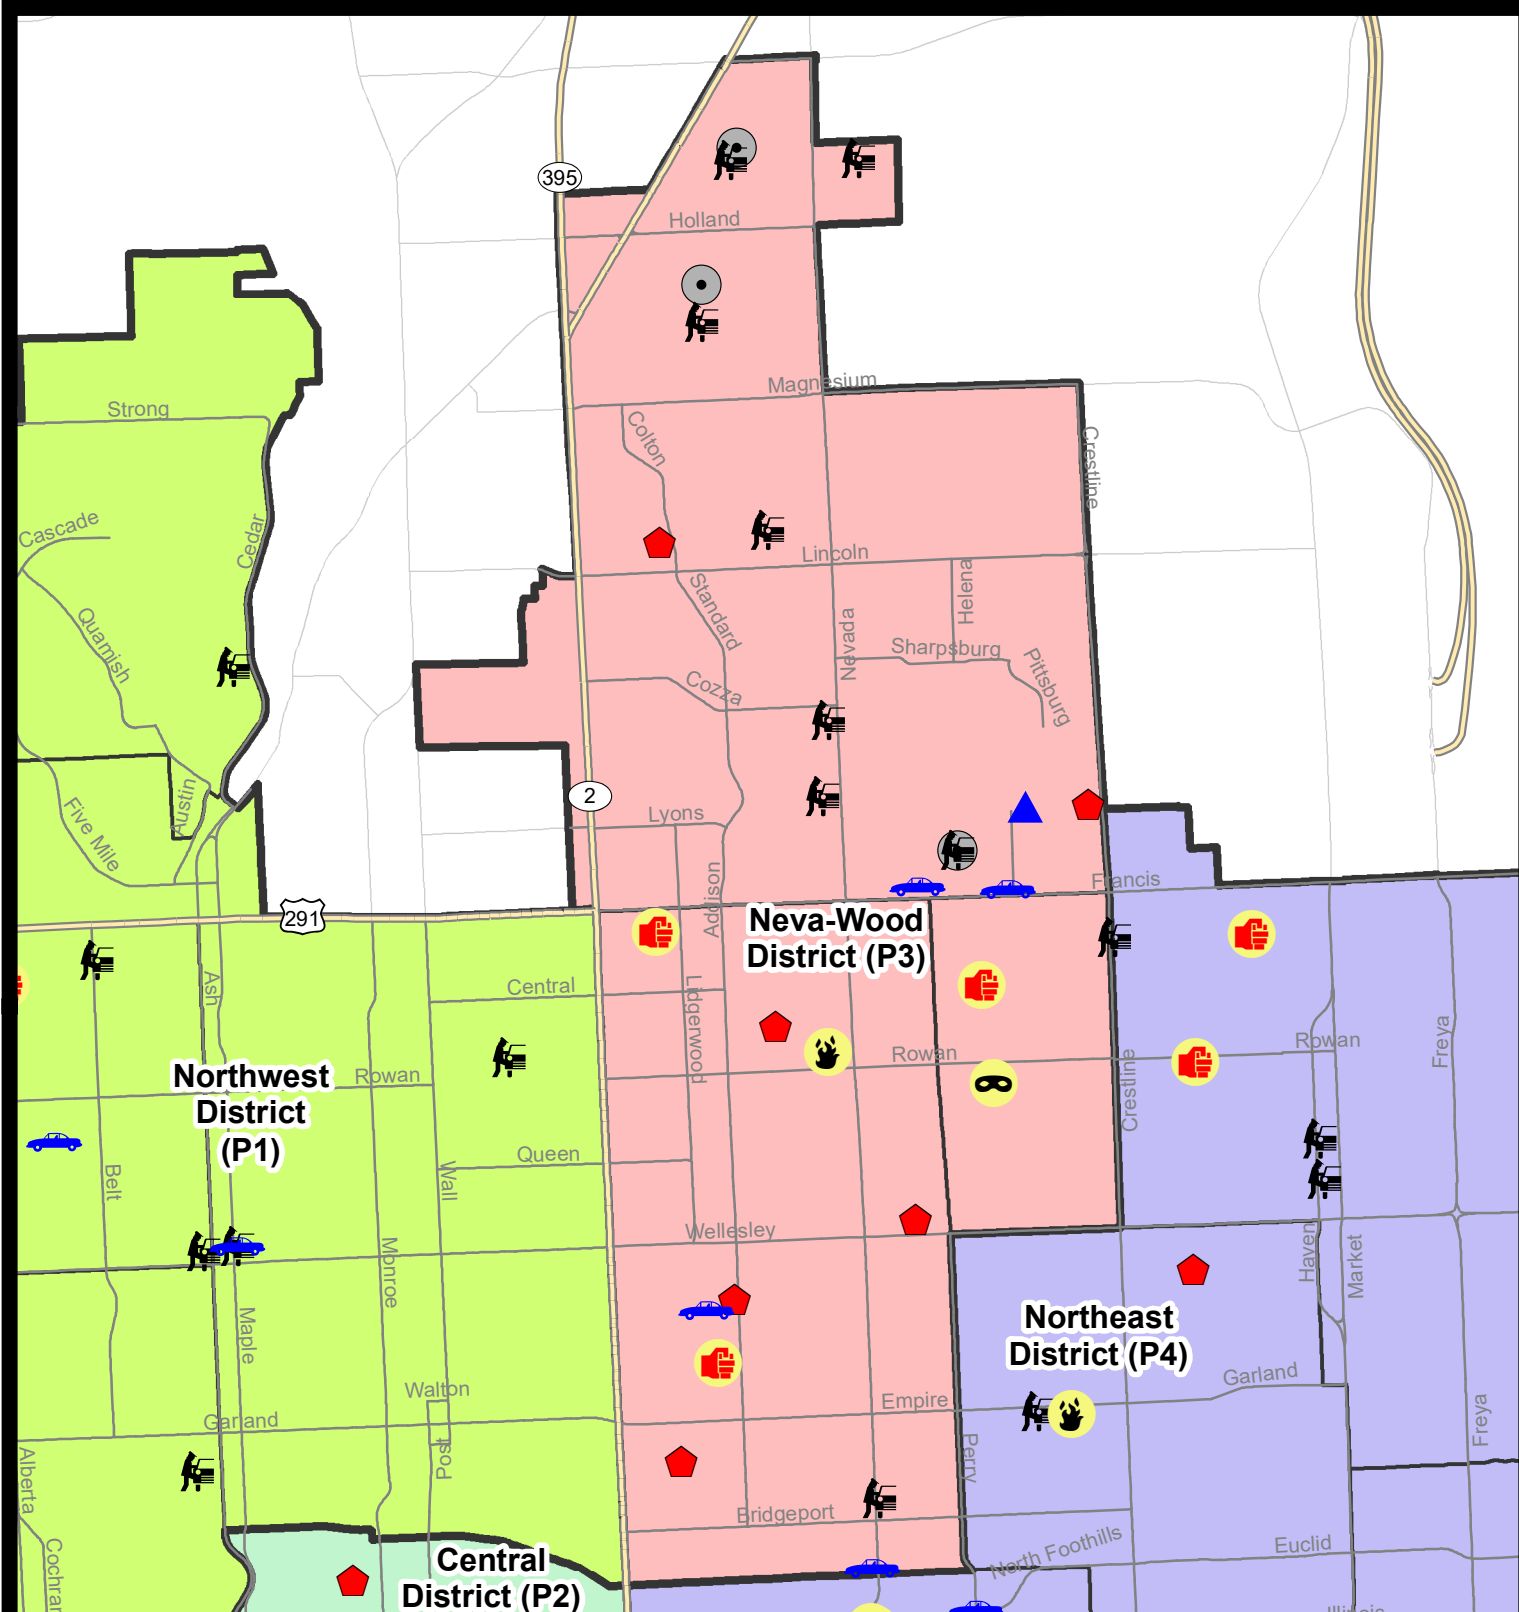 395
Holland
Magnesium
Strong
Colton
Crestline
Cascade
Cedar
Lincoln
Helena
Standard
Quamish
Nevada
Sharpsburg
Pittsburg
Cozza
2
Five Mile
Austin
Lyons
Addison
Francis
291
Neva-Wood
District (P3)
Ash
Central
Lidgerwood
Rowan
Rowan
Freya
Northwest
District
(P1)
Rowan
Crestline
Belt
Wall
Queen
Wellesley
Monroe
Haven
Market
Maple
Northeast
District (P4)
Walton
Garland
Empire
Garland
Freya
Alberta
Post
Perry
Bridgeport
North Foothills
Euclid
Cochran
Central
District (P2)
Illinois